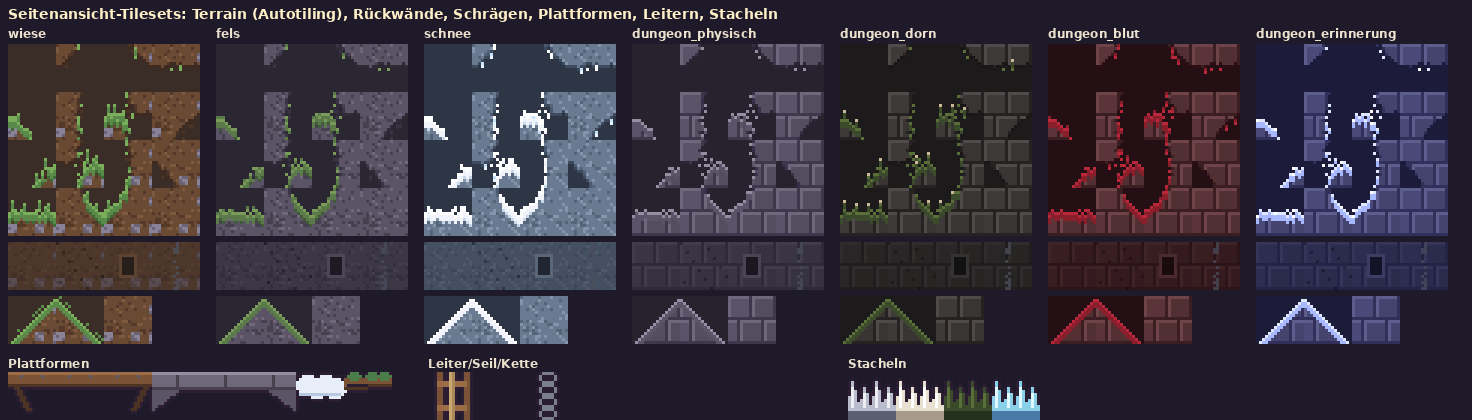 Seitenansicht-Tilesets: Terrain (Autotiling), Rückwände, Schrägen, Plattformen, Leitern, Stacheln
wiese fels schnee dungeon_physisch dungeon_dorn dungeon_blut dungeon_erinnerung
Plattformen Leiter/Seil/Kette Stacheln